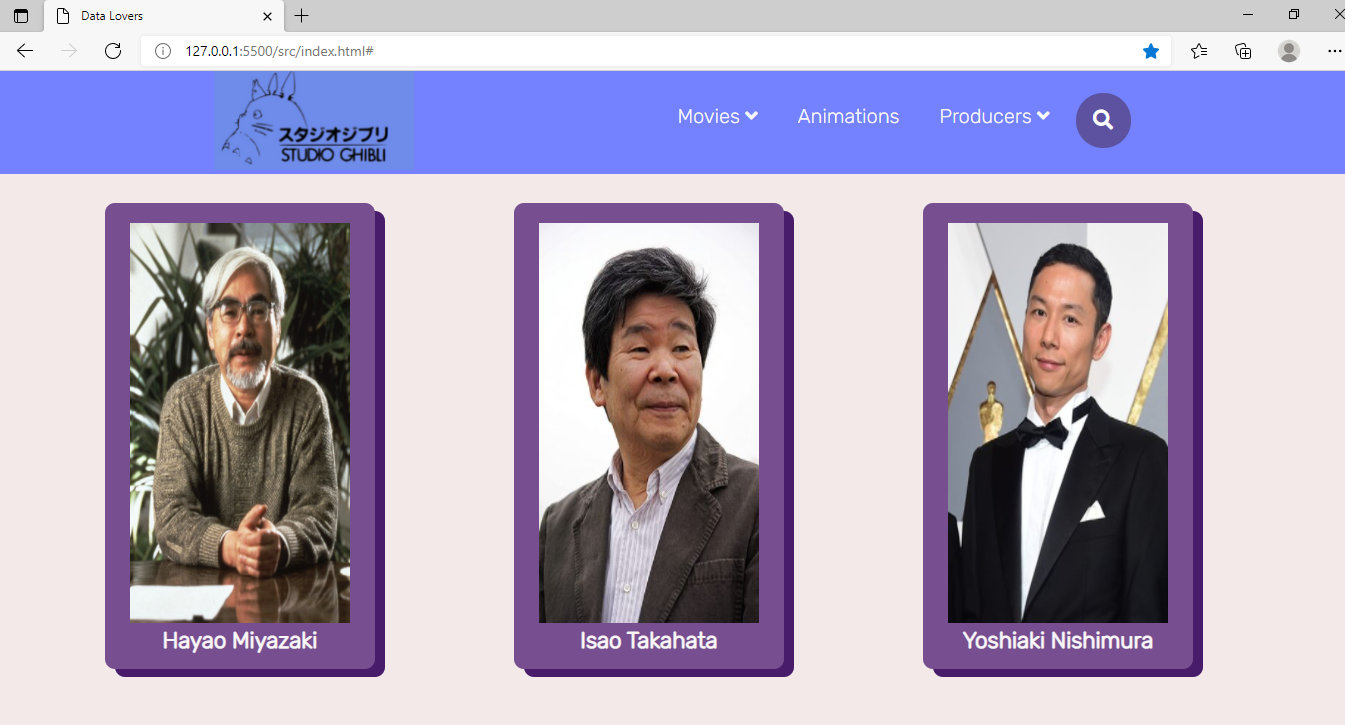 Data Lovers
127.0.0.1:5500/src/index.html#
スタジオジブリ
STUDIO GHIBLI
Movies
Animations
Producers
Hayao Miyazaki
Isao Takahata
Yoshiaki Nishimura